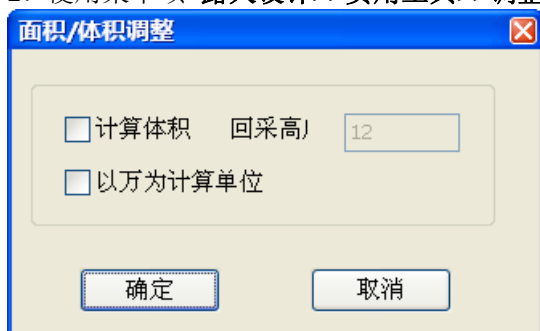 面积/体积调整
计算体积 回采高 12
以万为计算单位
确定 取消